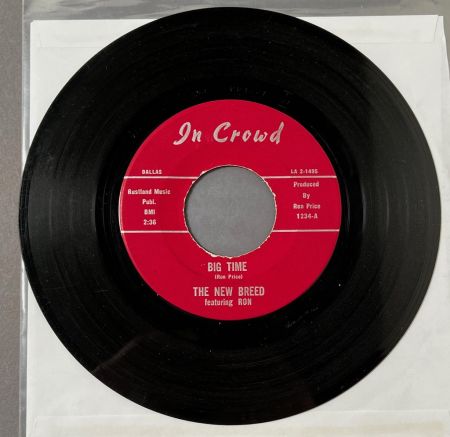 In Crowd
DALLAS
LA 2-1495
Rustland Music
Publ.
BMI
2:36
Produced
By
Ron Price
1234-A
BIG TIME
(Ron Price)
THE NEW BREED
featuring RON